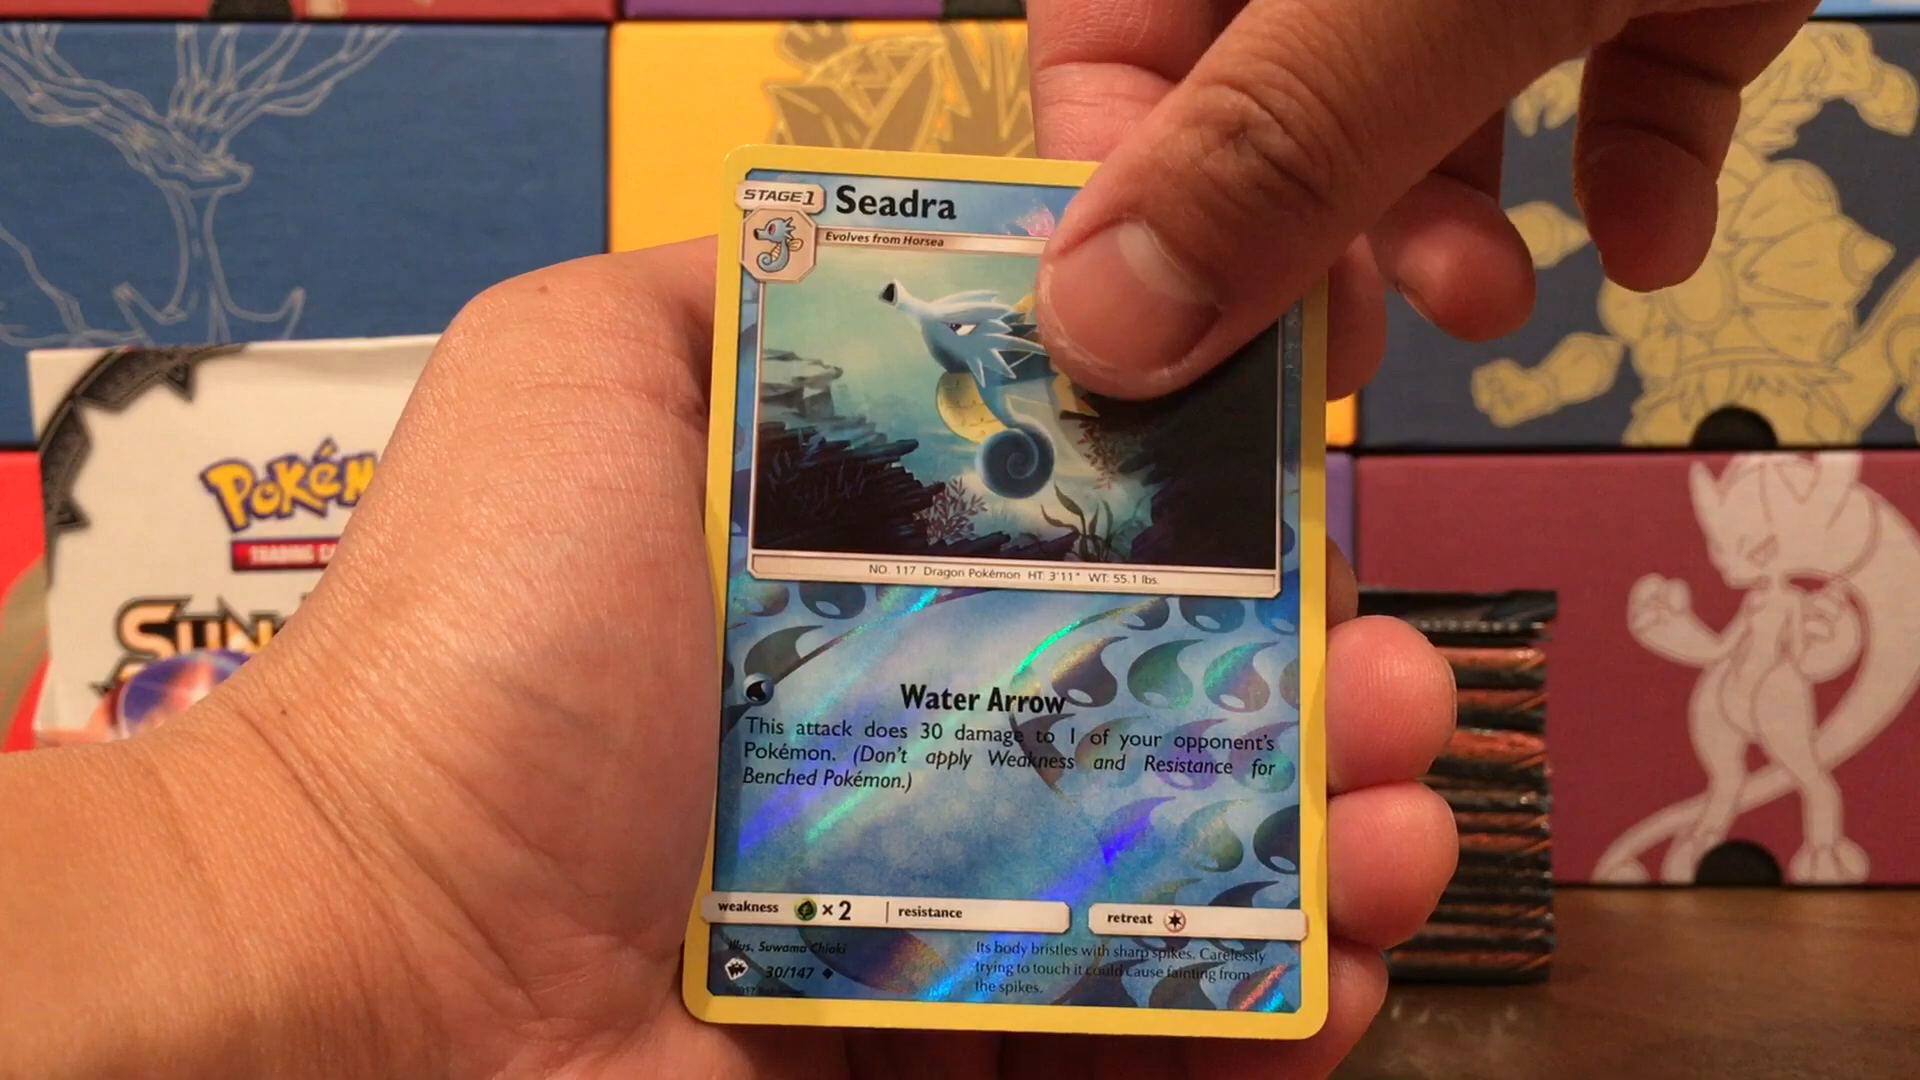 STAGE1 Seadra
Evolves from Horsea
NO. 117 Dragon Pokémon HT: 3'11" WT: 55.1 lbs.
Water Arrow
This attack does 30 damage to 1 of your opponent's
Pokémon. (Don't apply Weakness and Resistance for
Benched Pokémon.)
weakness ×2 resistance retreat
Illus. Suwama Chiaki
30/147
Its body bristles with sharp spikes. Carelessly
trying to touch it could cause fainting from
the spikes.
TRADING
SUN